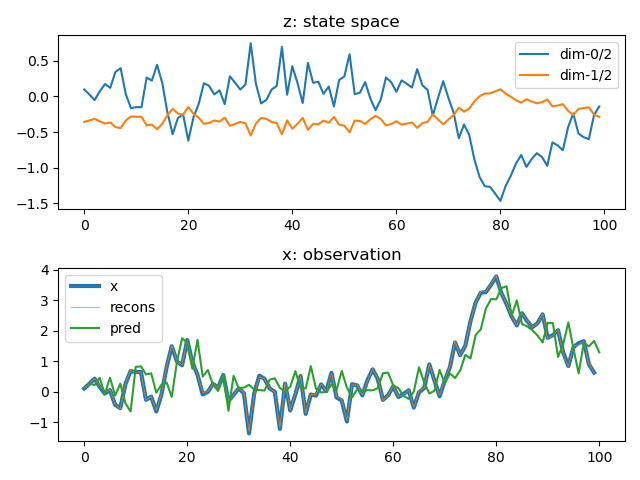 z: state space
0.5
0.0
−0.5
−1.0
−1.5
dim-0/2
dim-1/2
0 20 40 60 80 100
x: observation
4
3
2
1
0
−1
x
recons
pred
0 20 40 60 80 100